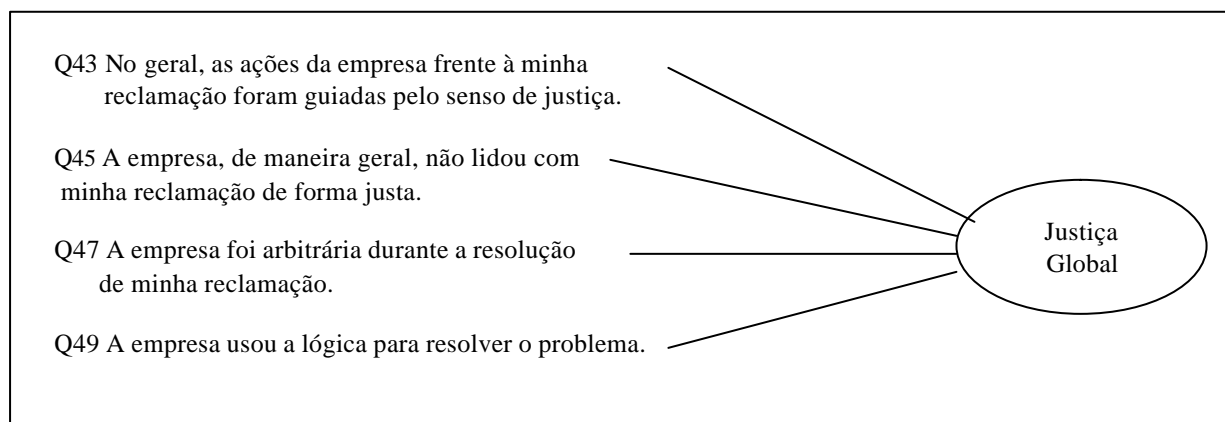 Q43 No geral, as ações da empresa frente à minha
reclamação foram guiadas pelo senso de justiça.
Q45 A empresa, de maneira geral, não lidou com
minha reclamação de forma justa.
Q47 A empresa foi arbitrária durante a resolução
de minha reclamação.
Q49 A empresa usou a lógica para resolver o problema.
Justiça
Global